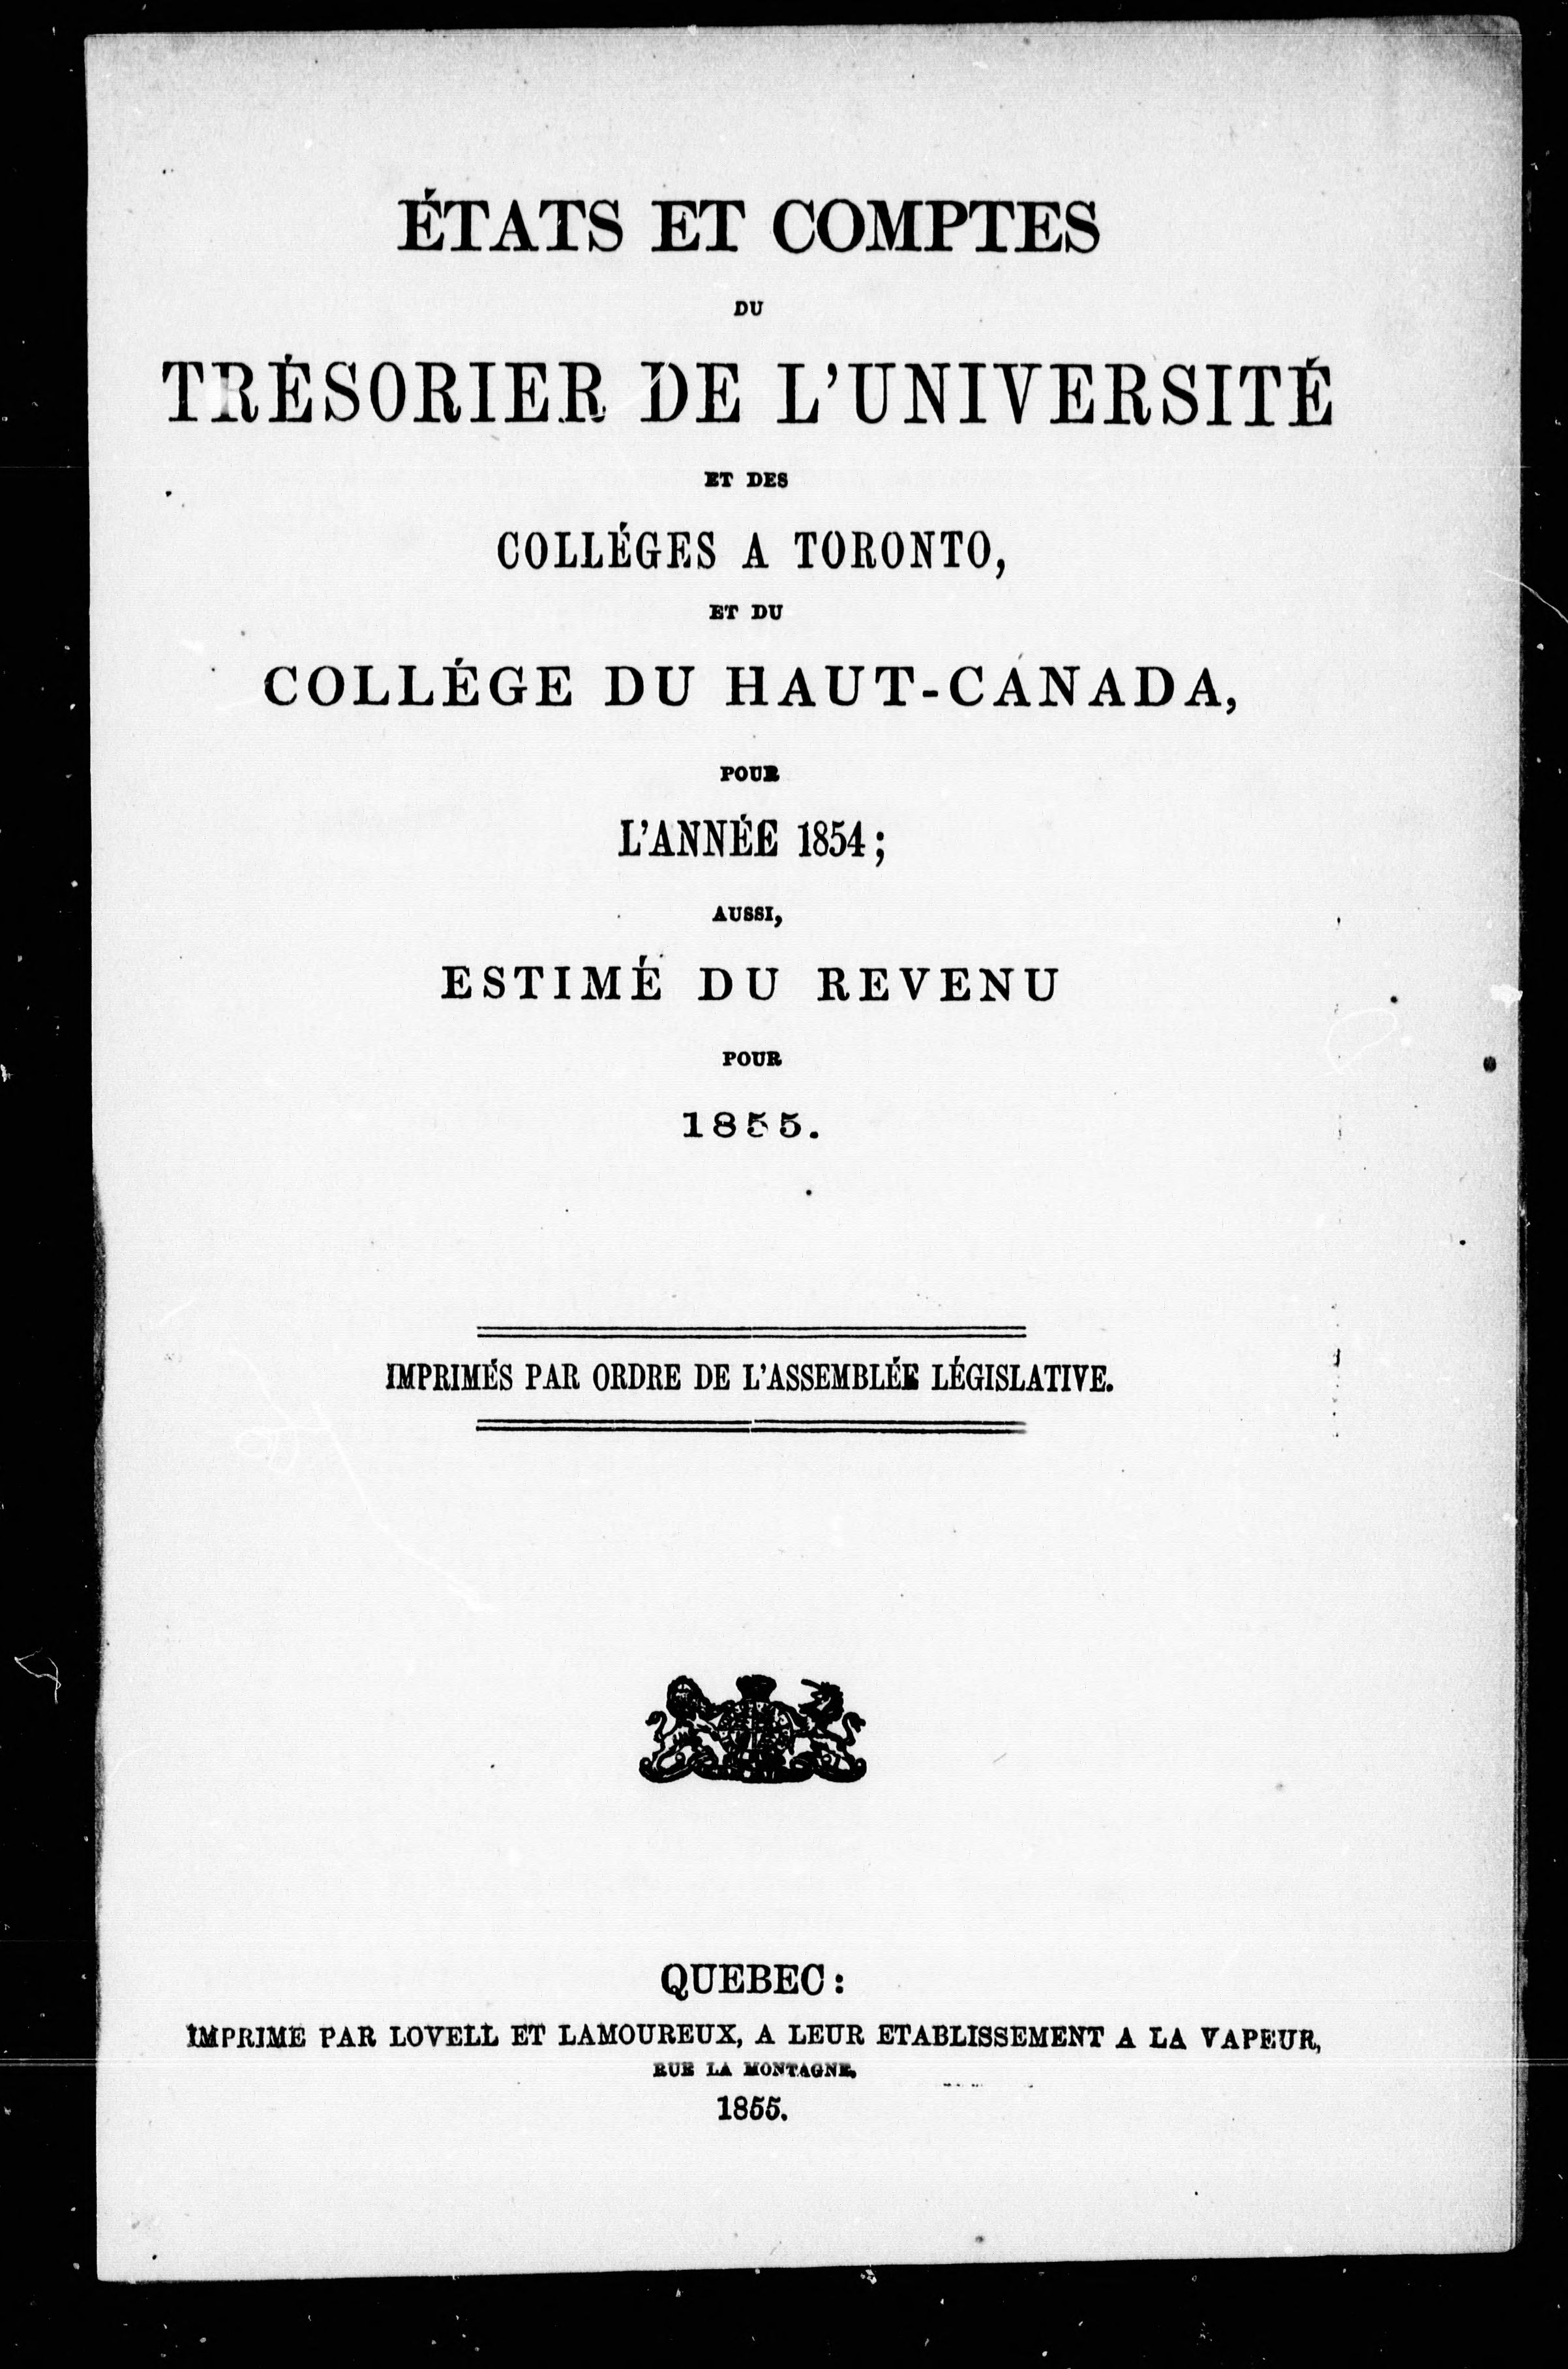 ÉTATS ET COMPTES
DU
TRÉSORIER DE L'UNIVERSITÉ
ET DES
COLLÉGES A TORONTO,
ET DU
COLLÉGE DU HAUT-CANADA,
POUR
L'ANNÉE 1854;
AUSSI,
ESTIMÉ DU REVENU
POUR
1855.
IMPRIMÉS PAR ORDRE DE L'ASSEMBLÉE LÉGISLATIVE.
QUEBEC:
IMPRIME PAR LOVELL ET LAMOUREUX, A LEUR ETABLISSEMENT A LA VAPEUR,
RUE LA MONTAGNE,
1855.